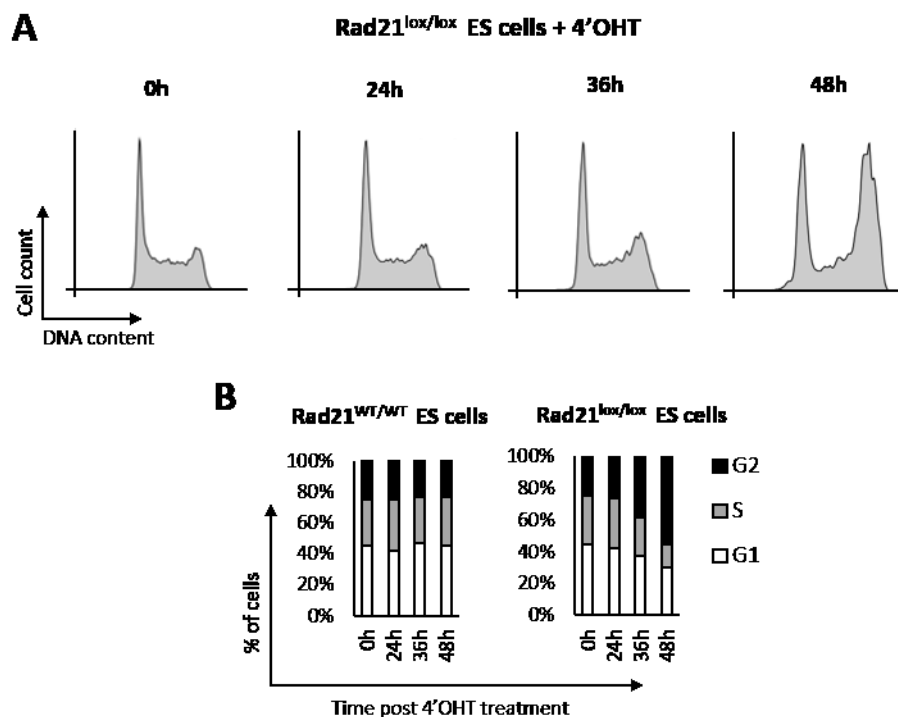 A
Rad21lox/lox ES cells + 4'OHT
0h 24h 36h 48h
Cell count
DNA content
B
Rad21WT/WT ES cells Rad21lox/lox ES cells
100% 100%
80% 80%
60% 60%
40% 40%
20% 20%
0% 0%
G2
S
G1
% of cells
0h 24h 36h 48h 0h 24h 36h 48h
Time post 4'OHT treatment